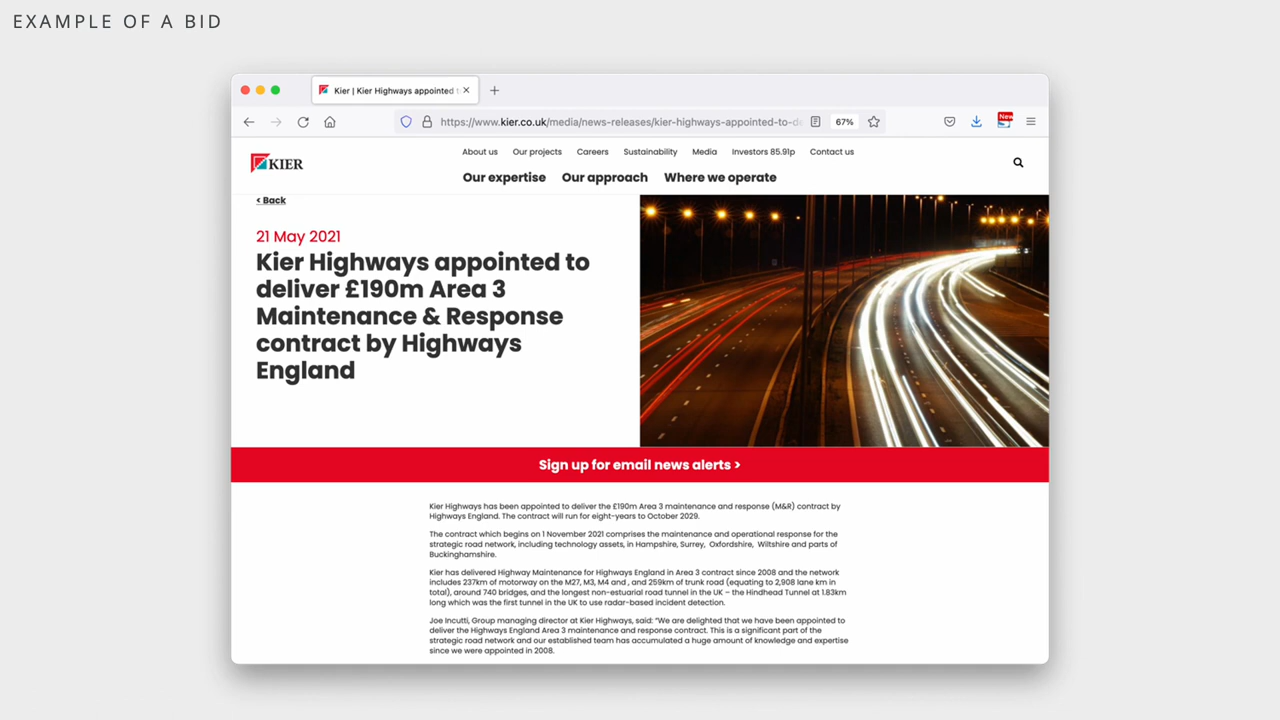 EXAMPLE OF A BID
Kier | Kier Highways appointed t
https://www.kier.co.uk/media/news-releases/kier-highways-appointed-to-de
67%
New
About us Our projects Careers Sustainability Media Investors 85.91p Contact us
KIER
Our expertise Our approach Where we operate
< Back
21 May 2021
Kier Highways appointed to
deliver £190m Area 3
Maintenance & Response
contract by Highways
England
Sign up for email news alerts >
Kier Highways has been appointed to deliver the £190m Area 3 maintenance and response (M&R) contract by
Highways England. The contract will run for eight-years to October 2029.
The contract which begins on 1 November 2021 comprises the maintenance and operational response for the
strategic road network, including technology assets, in Hampshire, Surrey, Oxfordshire, Wiltshire and parts of
Buckinghamshire.
Kier has delivered Highway Maintenance for Highways England in Area 3 contract since 2008 and the network
includes 237km of motorway on the M27, M3, M4 and , and 259km of trunk road (equating to 2,908 lane km in
total), around 740 bridges, and the longest non-estuarial road tunnel in the UK – the Hindhead Tunnel at 1.83km
long which was the first tunnel in the UK to use radar-based incident detection.
Joe Incutti, Group managing director at Kier Highways, said: “We are delighted that we have been appointed to
deliver the Highways England Area 3 maintenance and response contract. This is a significant part of the
strategic road network and our established team has accumulated a huge amount of knowledge and expertise
since we were appointed in 2008.